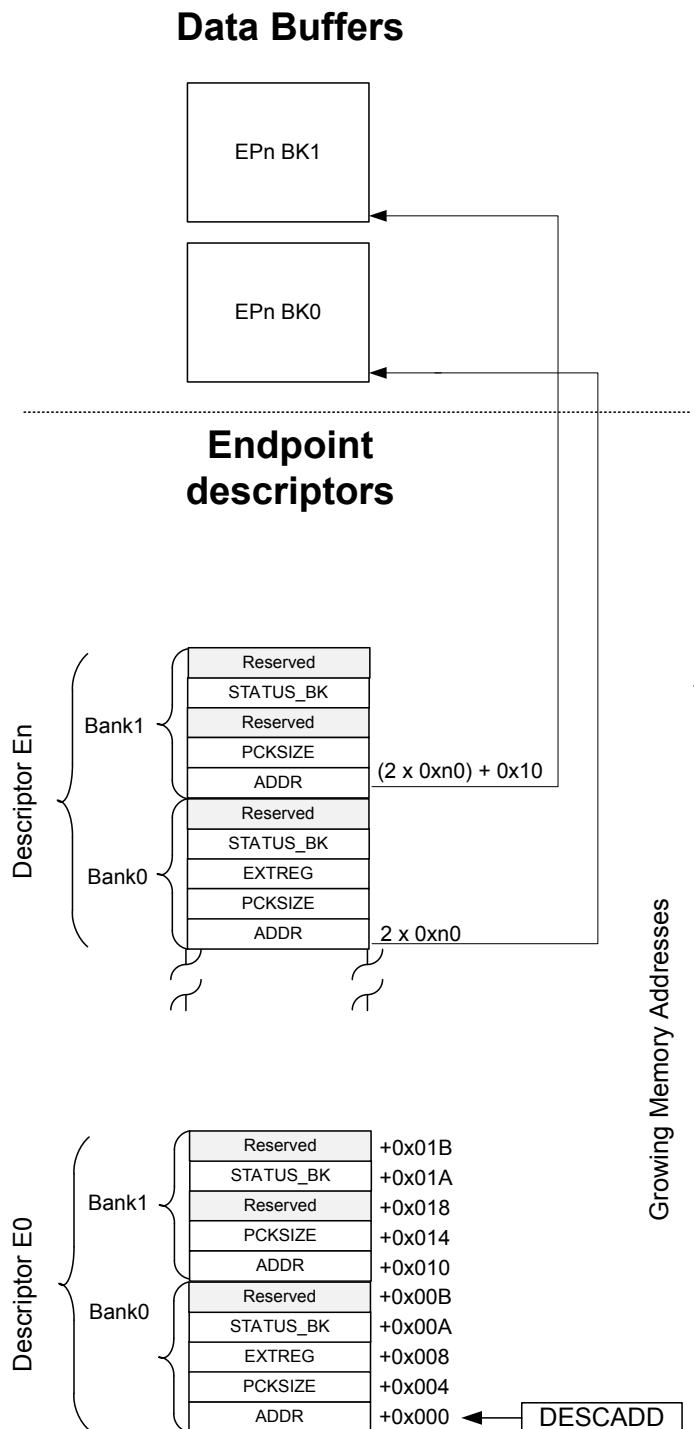 Data Buffers
EPn BK1
EPn BK0
Endpoint
descriptors
Descriptor En
Bank1
Reserved
STATUS_BK
Reserved
PCKSIZE
ADDR
(2 x 0xn0) + 0x10
Bank0
Reserved
STATUS_BK
EXTREG
PCKSIZE
ADDR
2 x 0xn0
Growing Memory Addresses
Descriptor E0
Bank1
Reserved +0x01B
STATUS_BK +0x01A
Reserved +0x018
PCKSIZE +0x014
ADDR +0x010
Bank0
Reserved +0x00B
STATUS_BK +0x00A
EXTREG +0x008
PCKSIZE +0x004
ADDR +0x000
DESCADD